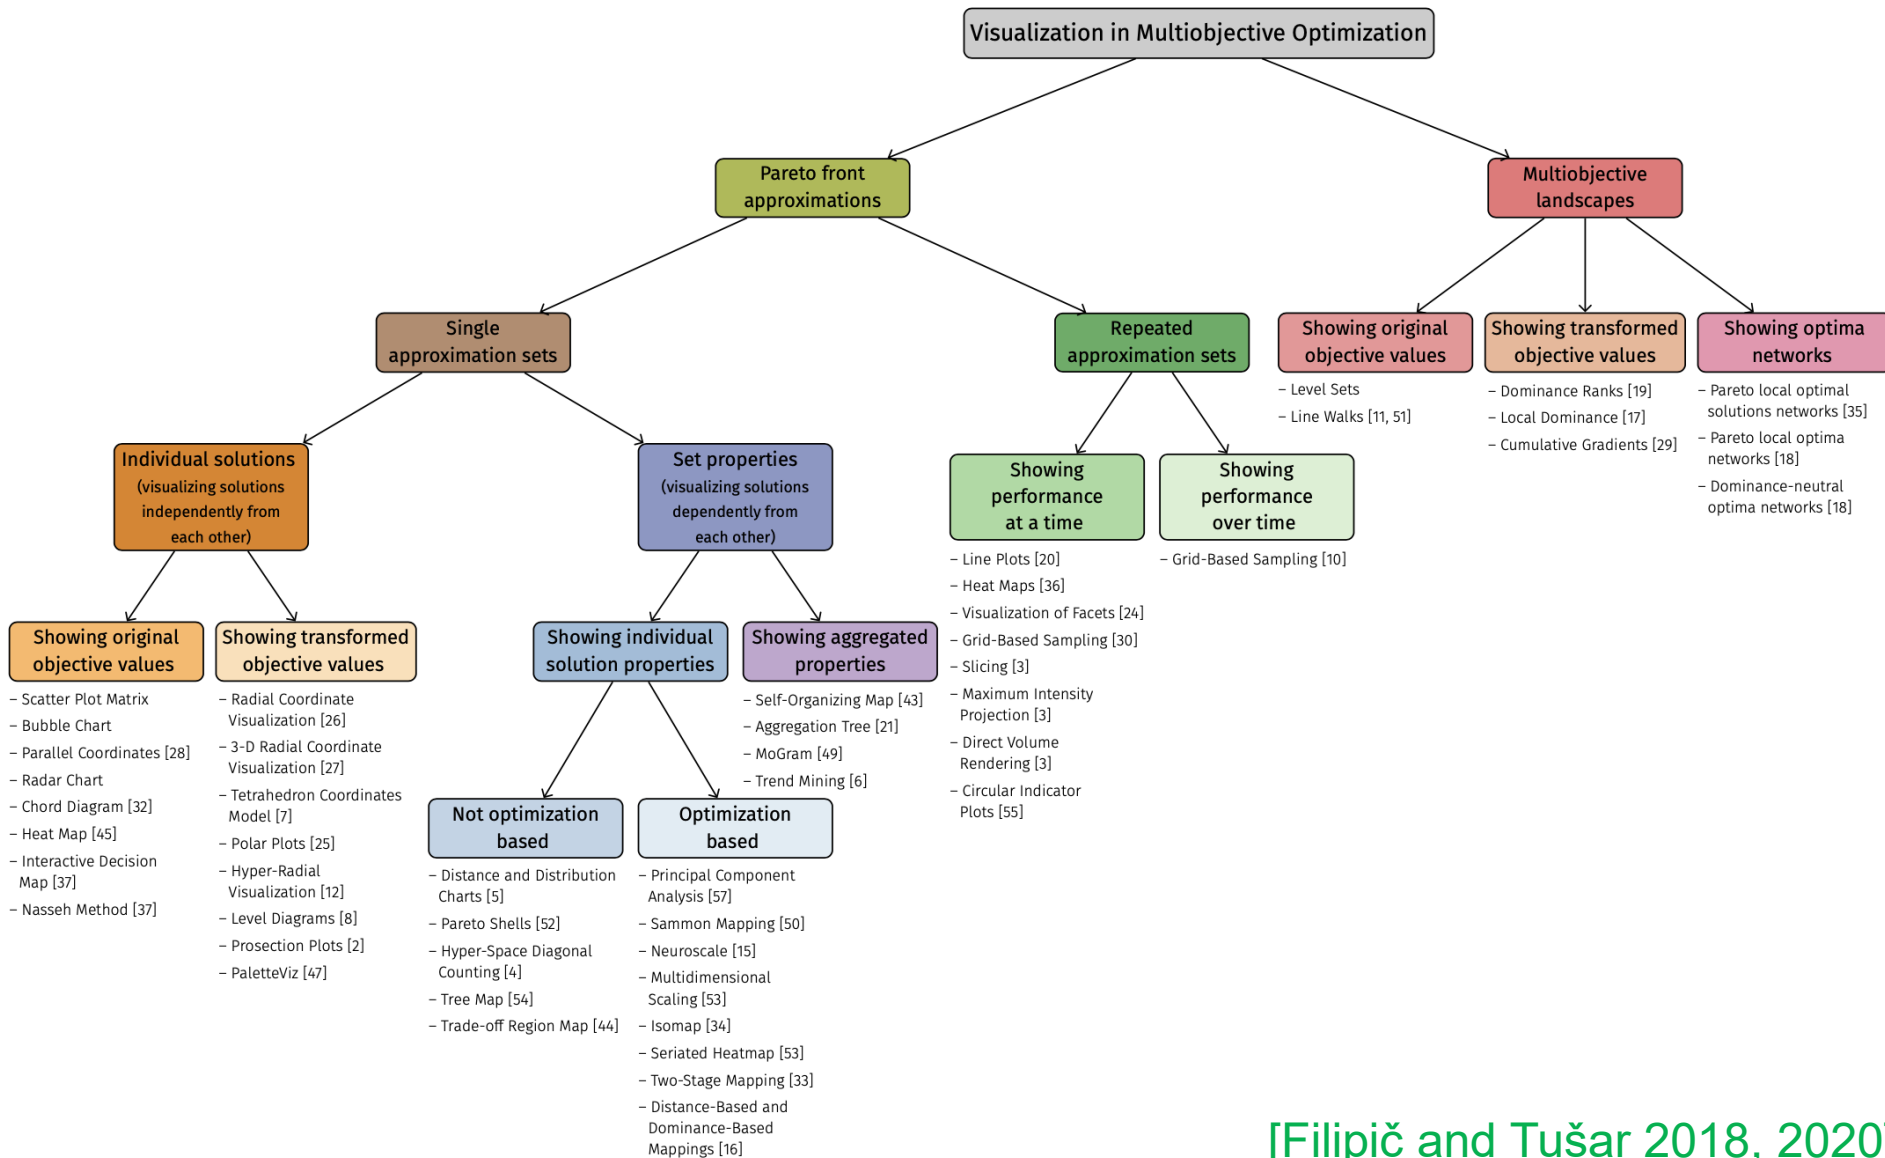 Visualization in Multiobjective Optimization
Pareto front
approximations
Multiobjective
landscapes
Single
approximation sets
Repeated
approximation sets
Showing original
objective values
– Level Sets
– Line Walks [11, 51]
Showing transformed
objective values
– Dominance Ranks [19]
– Local Dominance [17]
– Cumulative Gradients [29]
Showing optima
networks
– Pareto local optimal
solutions networks [35]
– Pareto local optima
networks [18]
– Dominance-neutral
optima networks [18]
Individual solutions
(visualizing solutions
independently from
each other)
Set properties
(visualizing solutions
dependently from
each other)
Showing
performance
at a time
– Line Plots [20]
– Heat Maps [36]
– Visualization of Facets [24]
– Grid-Based Sampling [30]
– Slicing [3]
– Maximum Intensity
Projection [3]
– Direct Volume
Rendering [3]
– Circular Indicator
Plots [55]
Showing
performance
over time
– Grid-Based Sampling [10]
Showing original
objective values
– Scatter Plot Matrix
– Bubble Chart
– Parallel Coordinates [28]
– Radar Chart
– Chord Diagram [32]
– Heat Map [45]
– Interactive Decision
Map [37]
– Nasseh Method [37]
Showing transformed
objective values
– Radial Coordinate
Visualization [26]
– 3-D Radial Coordinate
Visualization [27]
– Tetrahedron Coordinates
Model [7]
– Polar Plots [25]
– Hyper-Radial
Visualization [12]
– Level Diagrams [8]
– Prosection Plots [2]
– PaletteViz [47]
Showing individual
solution properties
Showing aggregated
properties
– Self-Organizing Map [43]
– Aggregation Tree [21]
– MoGram [49]
– Trend Mining [6]
Not optimization
based
– Distance and Distribution
Charts [5]
– Pareto Shells [52]
– Hyper-Space Diagonal
Counting [4]
– Tree Map [54]
– Trade-off Region Map [44]
Optimization
based
– Principal Component
Analysis [57]
– Sammon Mapping [50]
– Neuroscale [15]
– Multidimensional
Scaling [53]
– Isomap [34]
– Seriated Heatmap [53]
– Two-Stage Mapping [33]
– Distance-Based and
Dominance-Based
Mappings [16]
[Filipič and Tušar 2018, 2020]